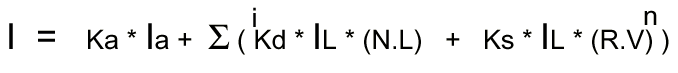 I = Ka * Ia + Σ ( Kd * IL * (N.L) + Ks * IL * (R.V) ) i n